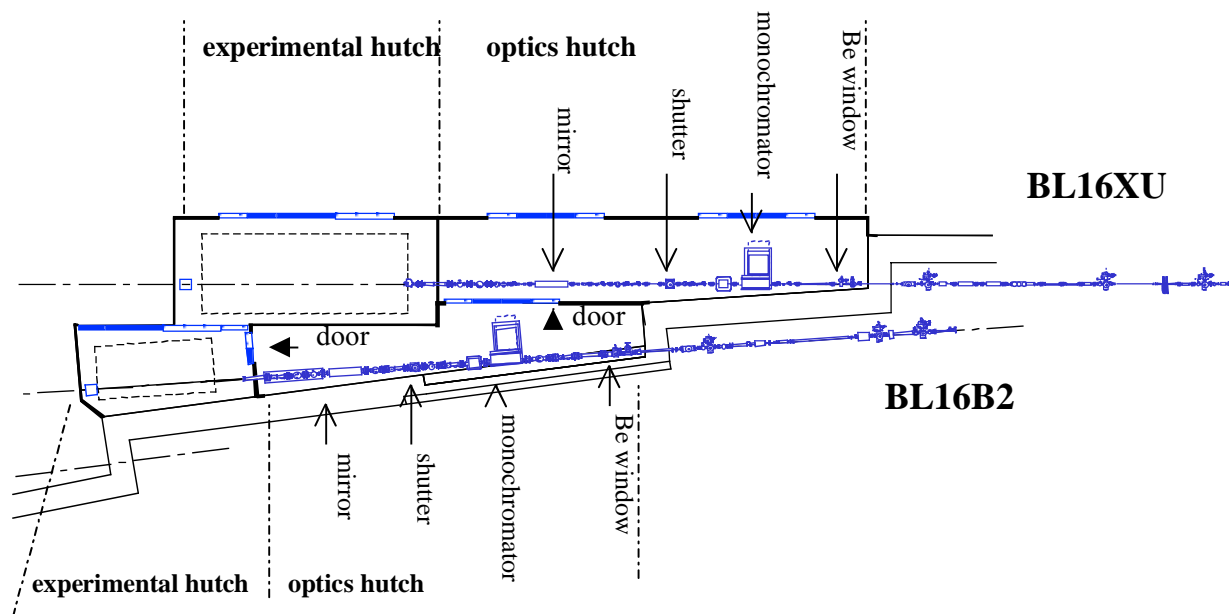 experimental hutch
optics hutch
mirror
shutter
monochromator
Be window
BL16XU
door
door
BL16B2
mirror
shutter
monochromator
Be window
experimental hutch
optics hutch